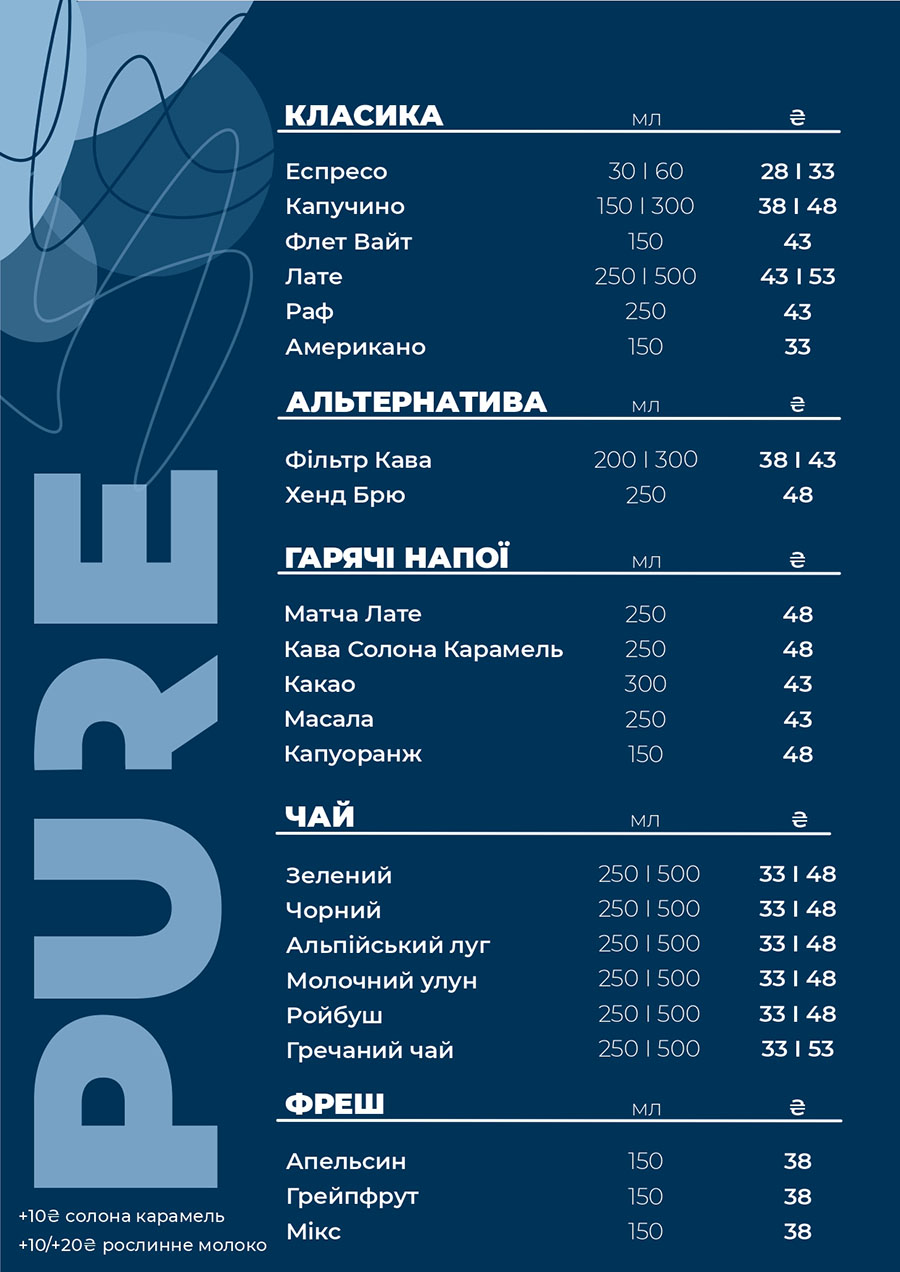 КЛАСИКА мл ₴
Еспресо 30 | 60 28 | 33
Капучино 150 | 300 38 | 48
Флет Вайт 150 43
Лате 250 | 500 43 | 53
Раф 250 43
Американо 150 33
АЛЬТЕРНАТИВА мл ₴
Фільтр Кава 200 | 300 38 | 43
Хенд Брю 250 48
ГАРЯЧІ НАПОЇ мл ₴
Матча Лате 250 48
Кава Солона Карамель 250 48
Какао 300 43
Масала 250 43
Капуоранж 150 48
ЧАЙ мл ₴
Зелений 250 | 500 33 | 48
Чорний 250 | 500 33 | 48
Альпійський луг 250 | 500 33 | 48
Молочний улун 250 | 500 33 | 48
Ройбуш 250 | 500 33 | 48
Гречаний чай 250 | 500 33 | 53
ФРЕШ мл ₴
Апельсин 150 38
Грейпфрут 150 38
Мікс 150 38
PURE
+10₴ солона карамель
+10/+20₴ рослинне молоко